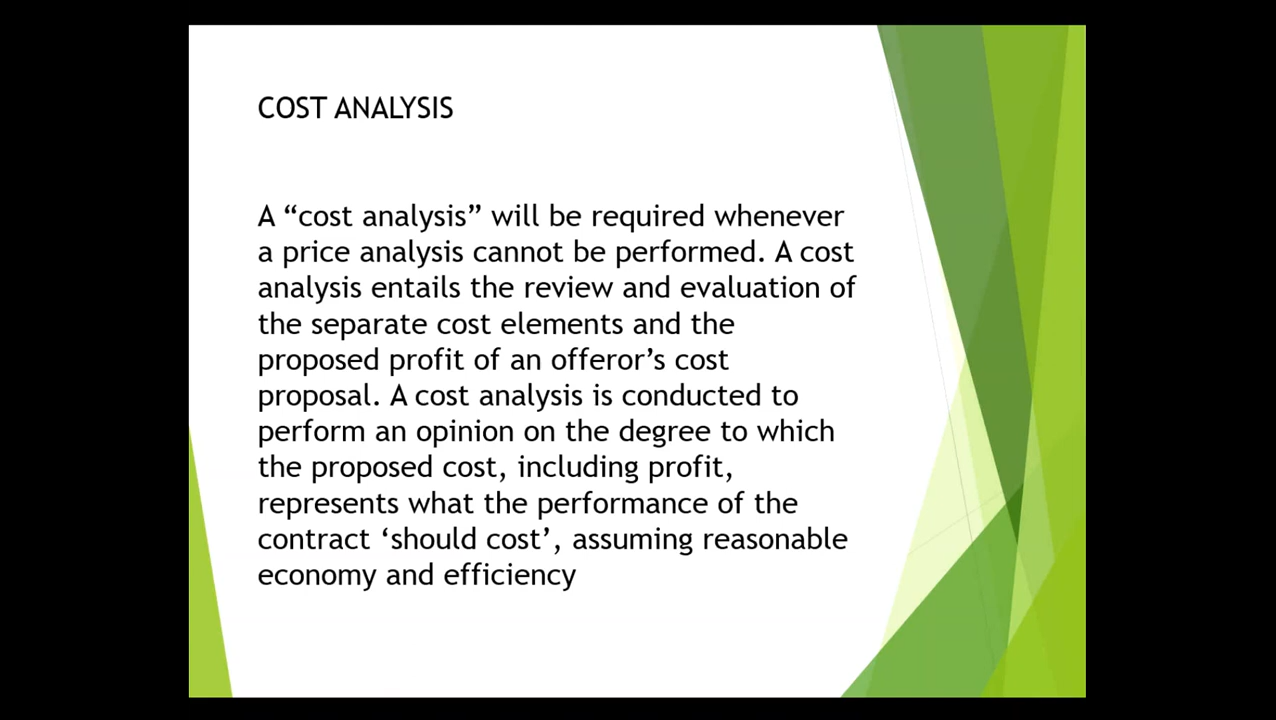 COST ANALYSIS
A “cost analysis” will be required whenever
a price analysis cannot be performed. A cost
analysis entails the review and evaluation of
the separate cost elements and the
proposed profit of an offeror’s cost
proposal. A cost analysis is conducted to
perform an opinion on the degree to which
the proposed cost, including profit,
represents what the performance of the
contract ‘should cost’, assuming reasonable
economy and efficiency